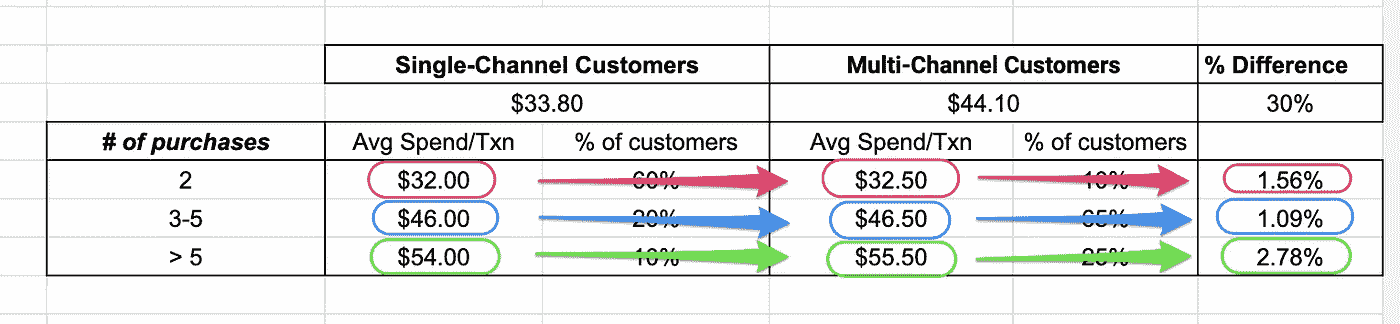 Single-Channel Customers Multi-Channel Customers % Difference
$33.80 $44.10 30%
# of purchases Avg Spend/Txn % of customers Avg Spend/Txn % of customers
2 $32.00 60% $32.50 10% 1.56%
3-5 $46.00 20% $46.50 65% 1.09%
> 5 $54.00 10% $55.50 25% 2.78%